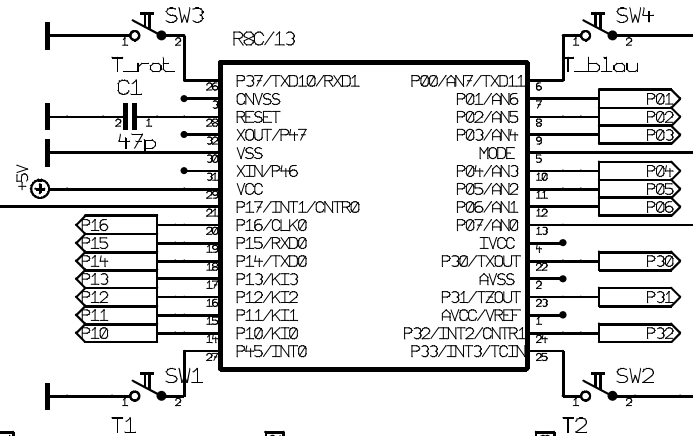 SW3
SW4
R8C/13
1 2
1 2
T_rot
T_blau
26 P37/TXD10/RXD1 P00/AN7/TXD11 6
C1
3 CNVSS P01/AN6 7 P01
2 1 28 RESET P02/AN5 8 P02
47p
32 XOUT/P47 P03/AN4 9 P03
30 VSS MODE 5
31 XIN/P46 P04/AN3 10 P04
+5V 29 VCC P05/AN2 11 P05
21 P17/INT1/CNTR0 P06/AN1 12 P06
P16 20 P16/CLK0 P07/AN0 13
P15 19 P15/RXD0 IVCC 4
P14 18 P14/TXD0 P30/TXOUT 22 P30
P13 17 P13/KI3 AVSS 2
P12 16 P12/KI2 P31/TZOUT 23 P31
P11 15 P11/KI1 AVCC/VREF 1
P10 14 P10/KI0 P32/INT2/CNTR1 24 P32
27 P45/INT0 P33/INT3/TCIN 25
SW1
SW2
1 2
1 2
T1
T2